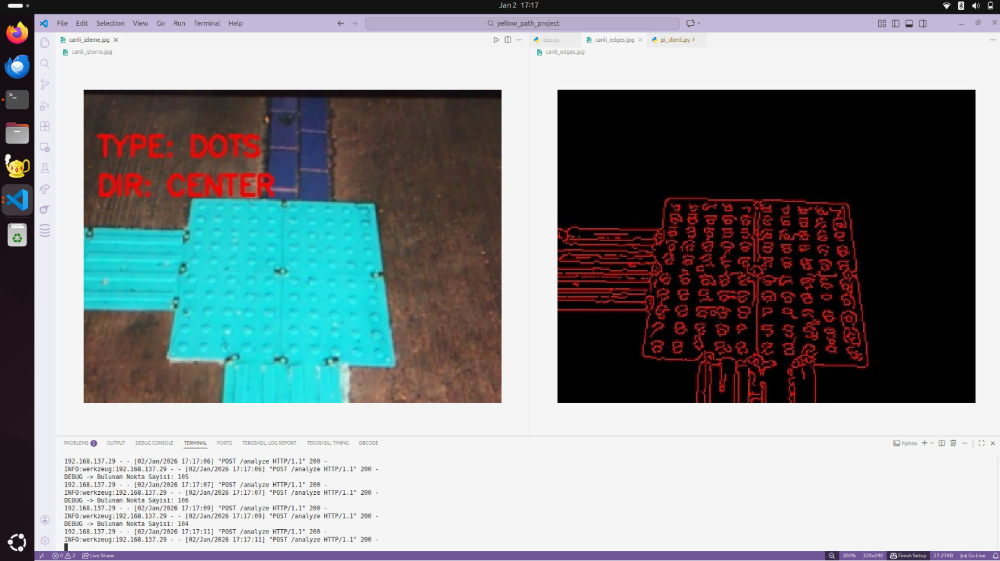 Jan 2 17:17
File Edit Selection View Go Run Terminal Help
yellow_path_project
canli_izleme.jpg
app.py
canli_edges.jpg
pi_client.py 2
canli_izleme.jpg
canli_edges.jpg
TYPE: DOTS
DIR: CENTER
PROBLEMS 2 OUTPUT DEBUG CONSOLE TERMINAL PORTS TEROSHDL: LOG REPORT TEROSHDL: TIMING DBCODE
Python
192.168.137.29 - - [02/Jan/2026 17:17:06] "POST /analyze HTTP/1.1" 200 -
INFO:werkzeug:192.168.137.29 - - [02/Jan/2026 17:17:06] "POST /analyze HTTP/1.1" 200 -
DEBUG -> Bulunan Nokta Sayisi: 105
192.168.137.29 - - [02/Jan/2026 17:17:07] "POST /analyze HTTP/1.1" 200 -
INFO:werkzeug:192.168.137.29 - - [02/Jan/2026 17:17:07] "POST /analyze HTTP/1.1" 200 -
DEBUG -> Bulunan Nokta Sayisi: 106
192.168.137.29 - - [02/Jan/2026 17:17:09] "POST /analyze HTTP/1.1" 200 -
INFO:werkzeug:192.168.137.29 - - [02/Jan/2026 17:17:09] "POST /analyze HTTP/1.1" 200 -
DEBUG -> Bulunan Nokta Sayisi: 104
192.168.137.29 - - [02/Jan/2026 17:17:11] "POST /analyze HTTP/1.1" 200 -
INFO:werkzeug:192.168.137.29 - - [02/Jan/2026 17:17:11] "POST /analyze HTTP/1.1" 200 -
0 2 Live Share 300% 320x240 Finish Setup 27.27KB Go Live